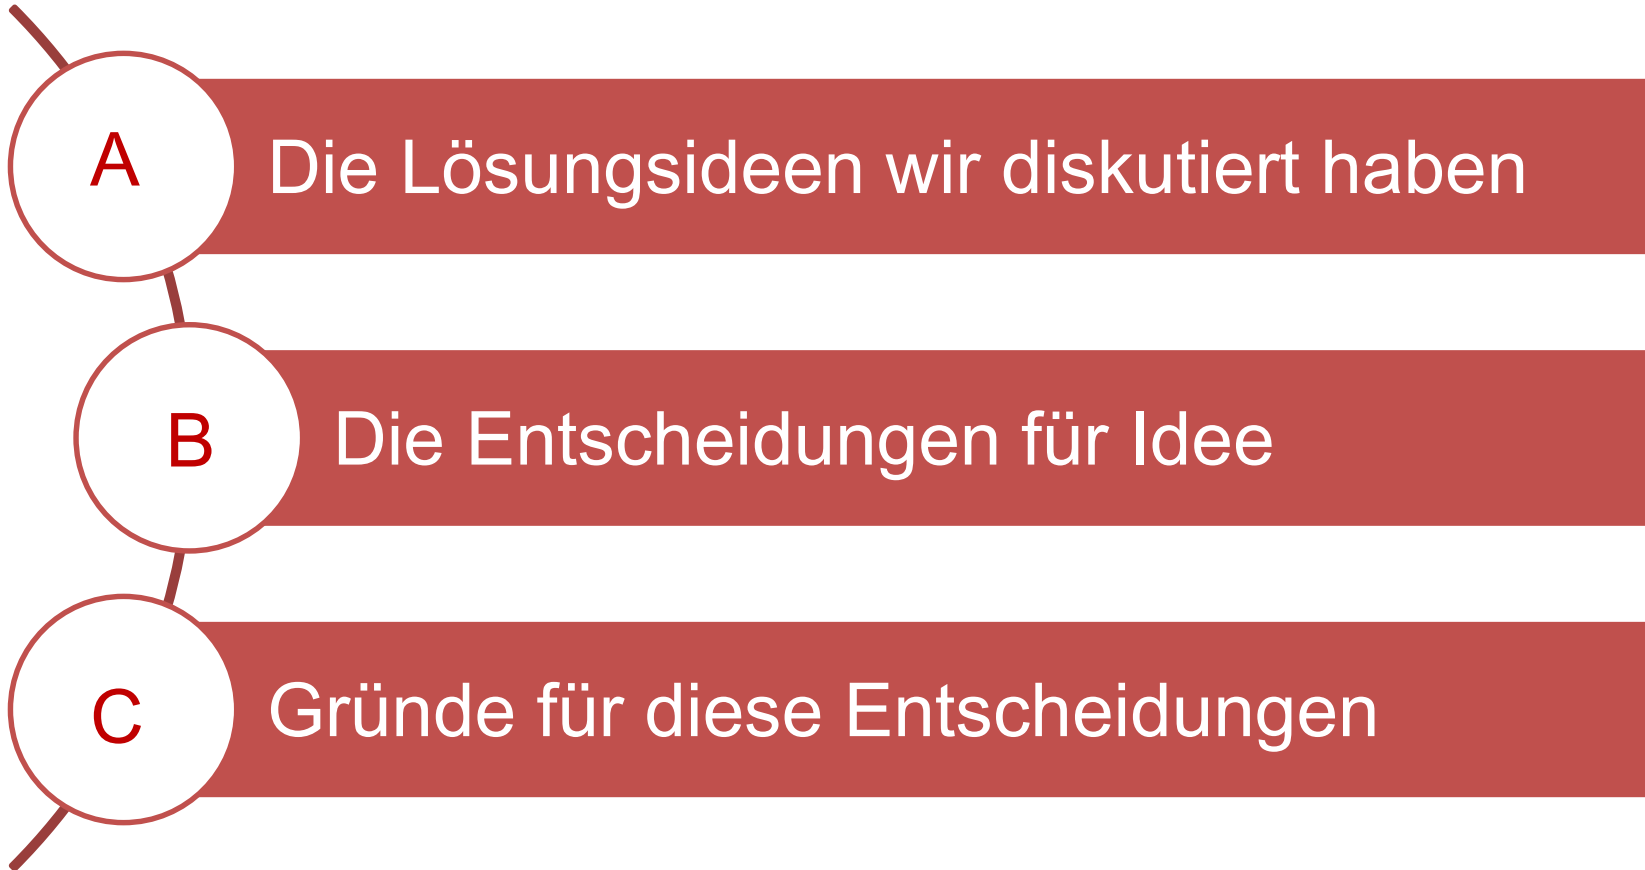 A
Die Lösungsideen wir diskutiert haben
B
Die Entscheidungen für Idee
C
Gründe für diese Entscheidungen